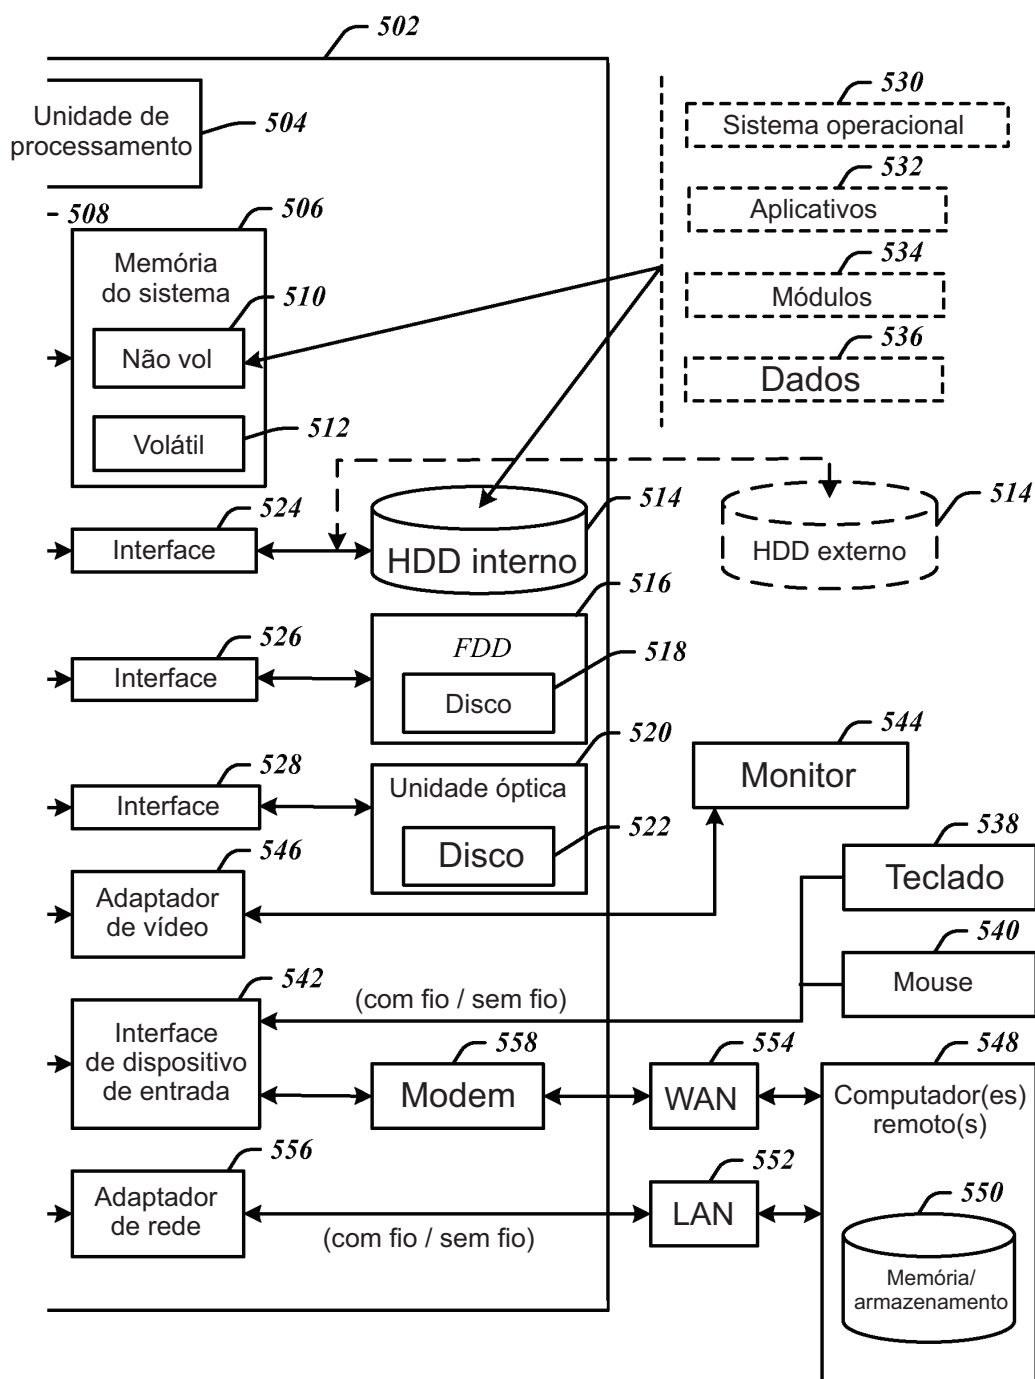 502
Unidade de
processamento
504
530
Sistema operacional
532
Aplicativos
534
Módulos
536
Dados
508
506
Memória
do sistema
510
Não vol
512
Volátil
524
Interface
514
HDD interno
514
HDD externo
516
FDD
518
Disco
526
Interface
520
Unidade óptica
522
Disco
528
Interface
544
Monitor
546
Adaptador
de vídeo
538
Teclado
540
Mouse
542
Interface
de dispositivo
de entrada
(com fio / sem fio)
558
Modem
554
WAN
548
Computador(es)
remoto(s)
556
Adaptador
de rede
(com fio / sem fio)
552
LAN
550
Memória/
armazenamento